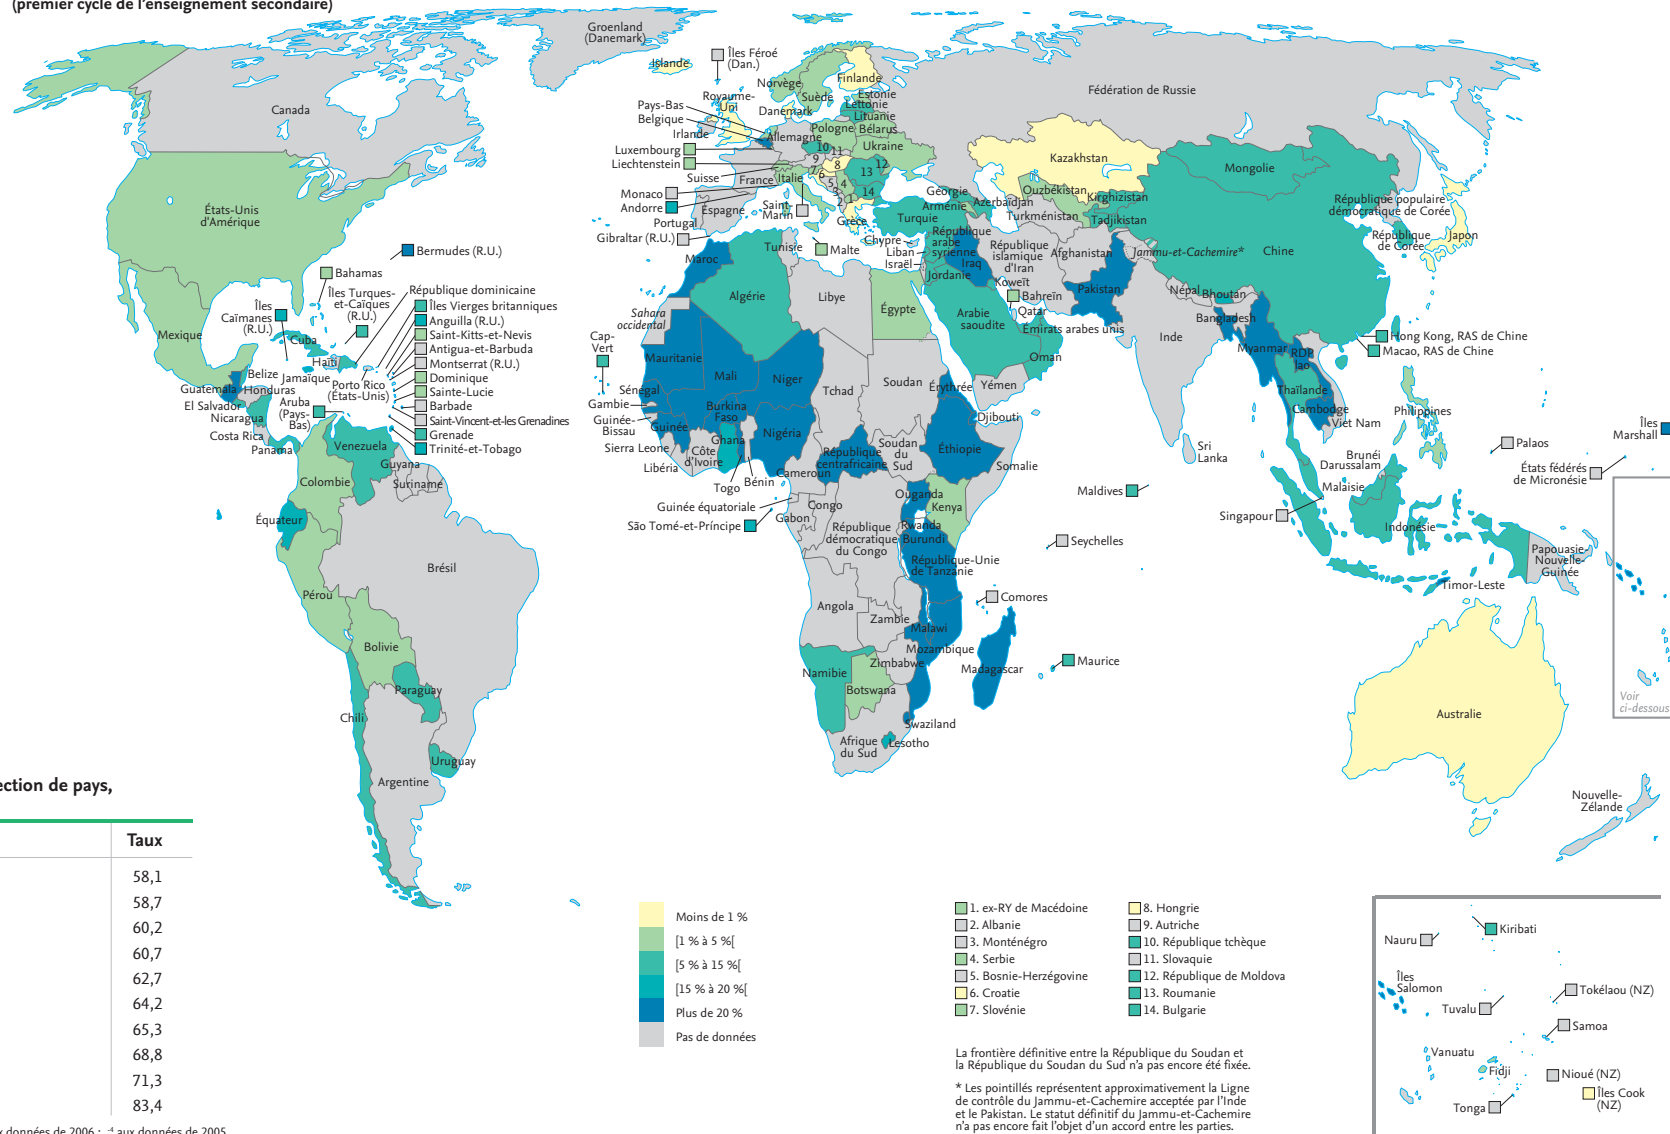 (premier cycle de l'enseignement secondaire)
Groenland
(Danemark)
Îles Féroé
(Dan.)
Islande
Norvège
Suède
Finlande
Estonie
Lettonie
Lituanie
Bélarus
Danemark
Royaume-
Uni
Pays-Bas
Belgique
Irlande
Allemagne
Pologne
Ukraine
Luxembourg
Liechtenstein
Suisse
France
Italie
Monaco
Andorre
Portugal
Espagne
Saint-
Marin
Gibraltar (R.U.)
Grèce
Malte
10
11
9
8
7
6
5
4
3
2
1
12
13
14
Fédération de Russie
Canada
États-Unis
d'Amérique
Mexique
Bermudes (R.U.)
Bahamas
Îles Turques-
et-Caïques
(R.U.)
Îles
Caïmanes
(R.U.)
Cuba
Haïti
Jamaïque
Belize
Guatemala
Honduras
El Salvador
Nicaragua
Costa Rica
Panama
Aruba
(Pays-
Bas)
Porto Rico
(États-Unis)
République dominicaine
Îles Vierges britanniques
Anguilla (R.U.)
Saint-Kitts-et-Nevis
Antigua-et-Barbuda
Montserrat (R.U.)
Dominique
Sainte-Lucie
Barbade
Saint-Vincent-et-les Grenadines
Grenade
Trinité-et-Tobago
Venezuela
Guyana
Suriname
Colombie
Équateur
Pérou
Brésil
Bolivie
Paraguay
Chili
Uruguay
Argentine
Maroc
Tunisie
Algérie
Libye
Égypte
Sahara
occidental
Cap-
Vert
Mauritanie
Mali
Niger
Tchad
Soudan
Érythrée
Djibouti
Sénégal
Gambie
Guinée-
Bissau
Guinée
Sierra Leone
Libéria
Côte
d'Ivoire
Burkina
Faso
Ghana
Togo
Bénin
Nigéria
Cameroun
République
centrafricaine
Soudan
du
Sud
Éthiopie
Somalie
Guinée équatoriale
São Tomé-et-Príncipe
Gabon
Congo
République
démocratique
du Congo
Ouganda
Kenya
Rwanda
Burundi
République-Unie
de Tanzanie
Seychelles
Comores
Angola
Zambie
Malawi
Mozambique
Zimbabwe
Madagascar
Maurice
Namibie
Botswana
Swaziland
Lesotho
Afrique
du Sud
Géorgie
Arménie
Azerbaïdjan
Turquie
Chypre
Liban
Israël
République
arabe
syrienne
Iraq
Jordanie
Koweït
Bahreïn
Qatar
Émirats arabes unis
Arabie
saoudite
Oman
Yémen
République
islamique
d'Iran
Kazakhstan
Ouzbékistan
Kirghizistan
Turkménistan
Tadjikistan
Afghanistan
Jammu-et-Cachemire*
Pakistan
Inde
Népal
Bhoutan
Bangladesh
Sri
Lanka
Maldives
Mongolie
Chine
République populaire
démocratique de Corée
République
de Corée
Japon
Hong Kong, RAS de Chine
Macao, RAS de Chine
Myanmar
RDP
lao
Thaïlande
Cambodge
Viet Nam
Philippines
Brunéi
Darussalam
Malaisie
Singapour
Indonésie
Timor-Leste
Papouasie-
Nouvelle-
Guinée
Palaos
États fédérés
de Micronésie
Îles
Marshall
Australie
Nouvelle-
Zélande
Voir
ci-dessous
ection de pays,
Taux
58,1
58,7
60,2
60,7
62,7
64,2
65,3
68,8
71,3
83,4
x données de 2006 ; -4 aux données de 2005.
Moins de 1 %
[1 % à 5 %[
[5 % à 15 %[
[15 % à 20 %[
Plus de 20 %
Pas de données
1. ex-RY de Macédoine
2. Albanie
3. Monténégro
4. Serbie
5. Bosnie-Herzégovine
6. Croatie
7. Slovénie
8. Hongrie
9. Autriche
10. République tchèque
11. Slovaquie
12. République de Moldova
13. Roumanie
14. Bulgarie
La frontière définitive entre la République du Soudan et
la République du Soudan du Sud n'a pas encore été fixée.
* Les pointillés représentent approximativement la Ligne
de contrôle du Jammu-et-Cachemire acceptée par l'Inde
et le Pakistan. Le statut définitif du Jammu-et-Cachemire
n'a pas encore fait l'objet d'un accord entre les parties.
Nauru
Kiribati
Îles
Salomon
Tuvalu
Tokélaou (NZ)
Samoa
Vanuatu
Fidji
Nioué (NZ)
Îles Cook
(NZ)
Tonga